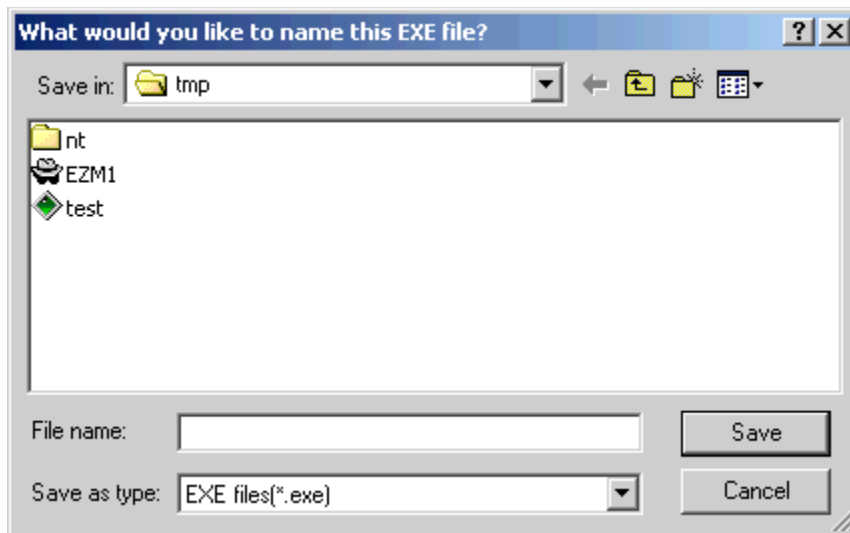 What would you like to name this EXE file?
Save in: tmp
nt
EZM1
test
File name: Save
Save as type: EXE files(*.exe) Cancel